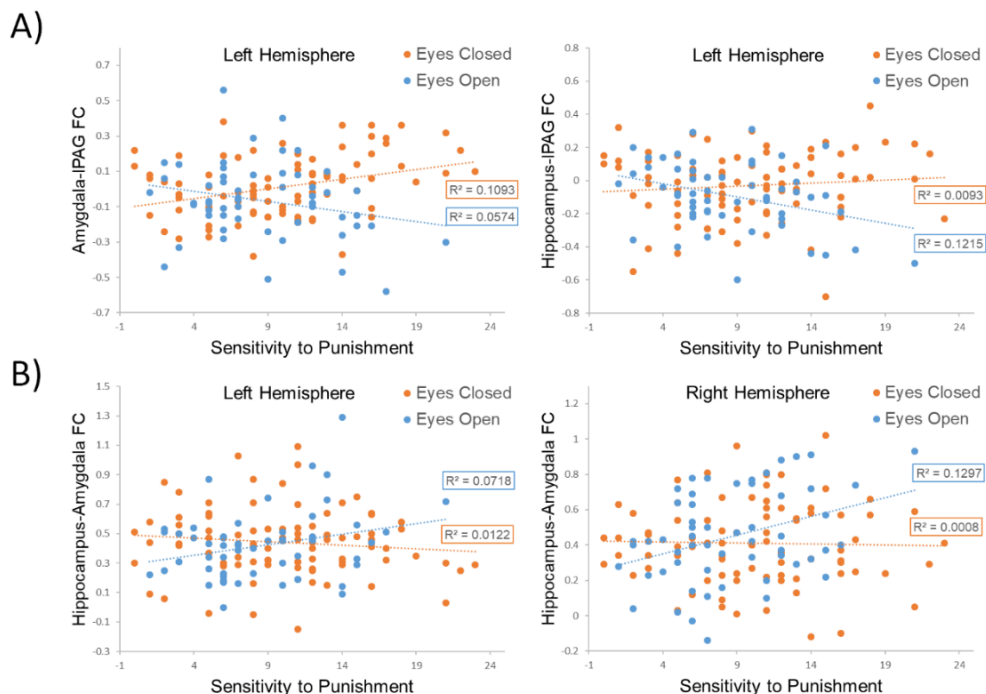 A)
Left Hemisphere
Eyes Closed
Eyes Open
Amygdala-lPAG FC
0.7
0.5
0.3
0.1
-0.1
-0.3
-0.5
-0.7
R² = 0.1093
R² = 0.0574
-1 4 9 14 19 24
Sensitivity to Punishment
Left Hemisphere
Eyes Closed
Eyes Open
Hippocampus-lPAG FC
0.8
0.6
0.4
0.2
0
-0.2
-0.4
-0.6
-0.8
R² = 0.0093
R² = 0.1215
-1 4 9 14 19 24
Sensitivity to Punishment
B)
Left Hemisphere
Eyes Closed
Eyes Open
Hippocampus-Amygdala FC
1.5
1.3
1.1
0.9
0.7
0.5
0.3
0.1
-0.1
-0.3
R² = 0.0718
R² = 0.0122
-1 4 9 14 19 24
Sensitivity to Punishment
Right Hemisphere
Eyes Closed
Eyes Open
Hippocampus-Amygdala FC
1.2
1
0.8
0.6
0.4
0.2
0
-0.2
R² = 0.1297
R² = 0.0008
-1 4 9 14 19 24
Sensitivity to Punishment